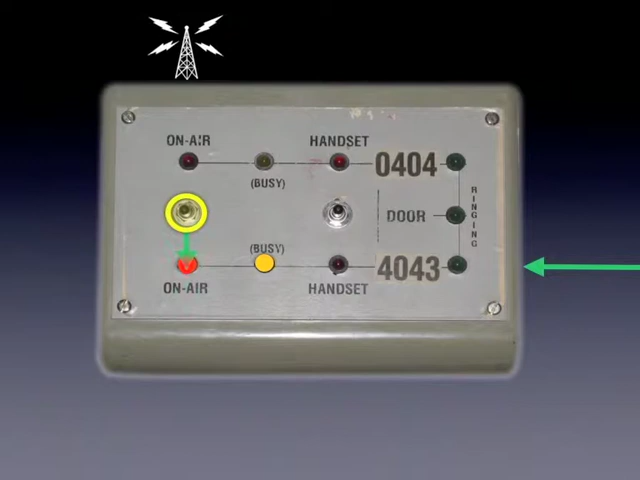 ON-AIR
HANDSET
0404
(BUSY)
RINGING
DOOR
(BUSY)
4043
ON-AIR
HANDSET